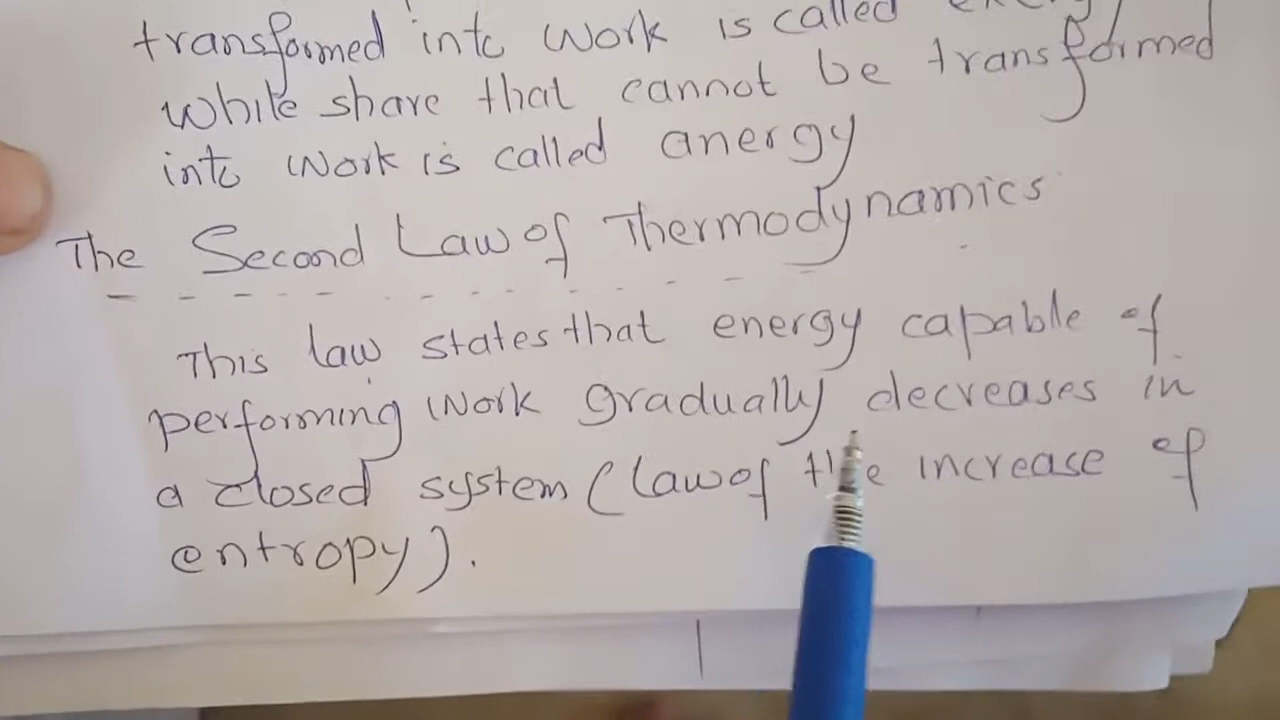 transformed into work is called
while share that cannot be transformed
into work is called anergy
The Second Law of Thermodynamics
This law states that energy capable of
performing work gradually decreases in
a closed system (law of the increase of
entropy).